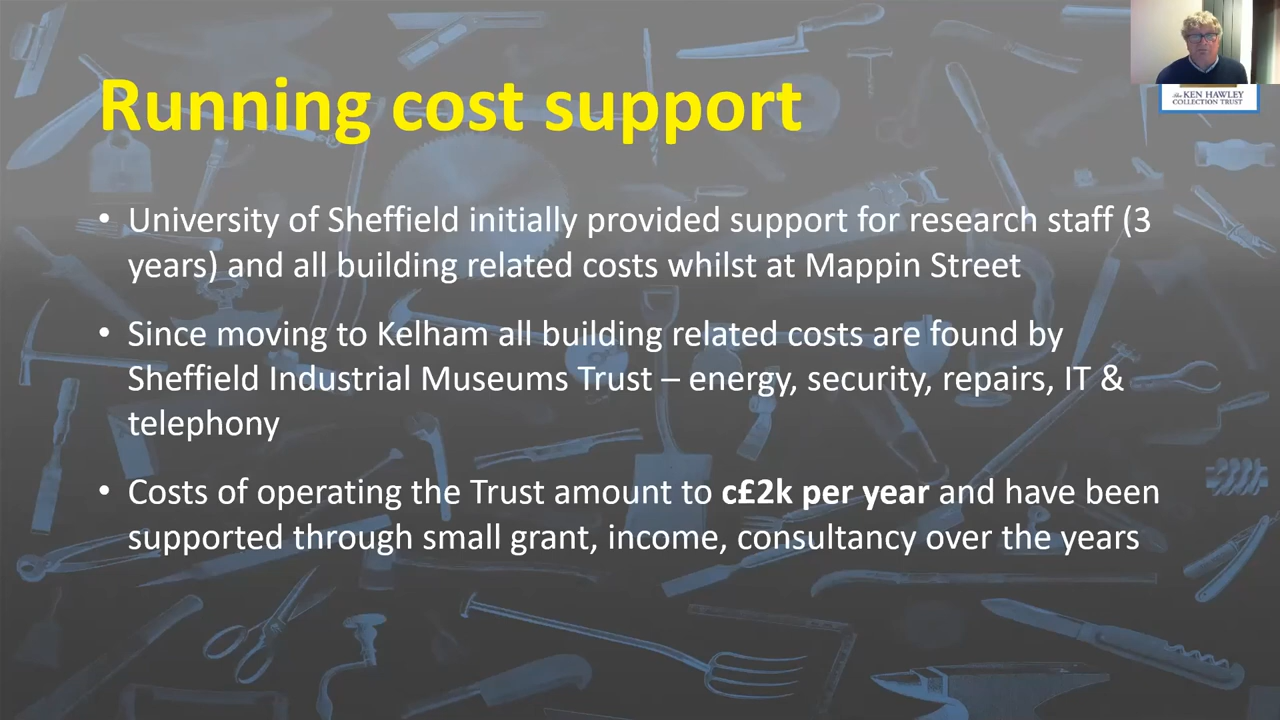 The KEN HAWLEY
COLLECTION TRUST
Running cost support
• University of Sheffield initially provided support for research staff (3
years) and all building related costs whilst at Mappin Street
• Since moving to Kelham all building related costs are found by
Sheffield Industrial Museums Trust – energy, security, repairs, IT &
telephony
• Costs of operating the Trust amount to c£2k per year and have been
supported through small grant, income, consultancy over the years